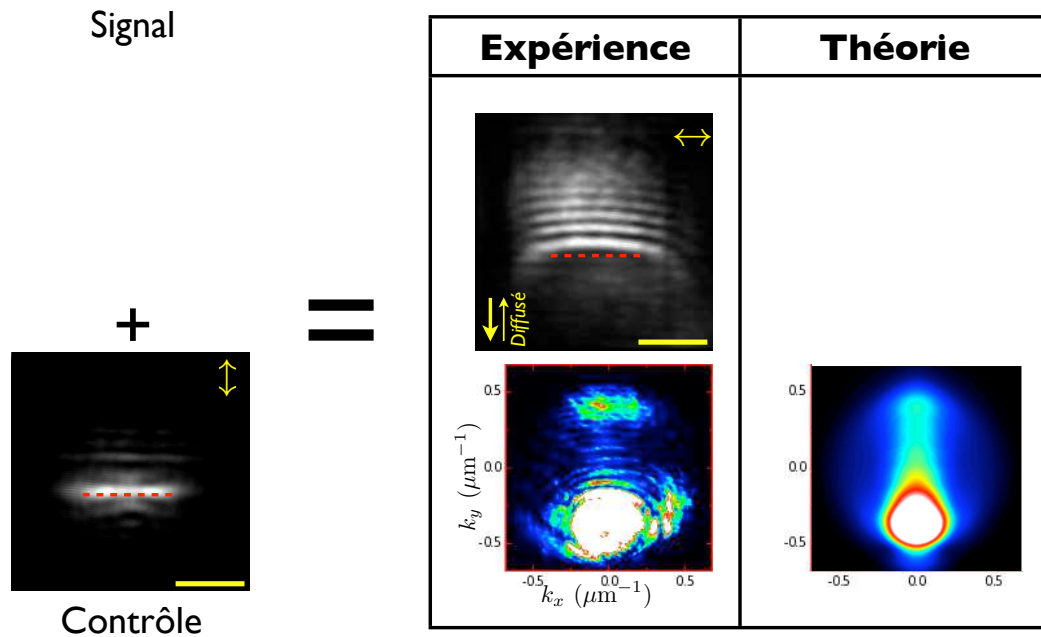 Signal
+
=
Contrôle
Expérience
Théorie
Diffusé
0.5
0.0
-0.5
k_y (μm⁻¹)
-0.5
0.0
0.5
k_x (μm⁻¹)
0.5
0.0
-0.5
-0.5
0.0
0.5